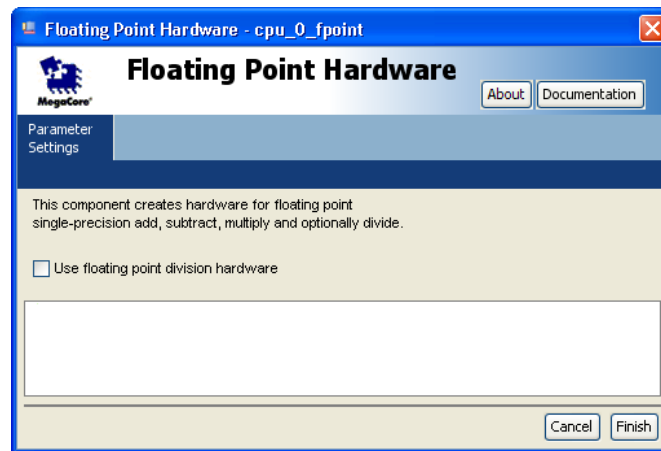 Floating Point Hardware - cpu_0_fpoint
Floating Point Hardware
MegaCore®
About Documentation
Parameter
Settings
This component creates hardware for floating point
single-precision add, subtract, multiply and optionally divide.
Use floating point division hardware
Cancel Finish